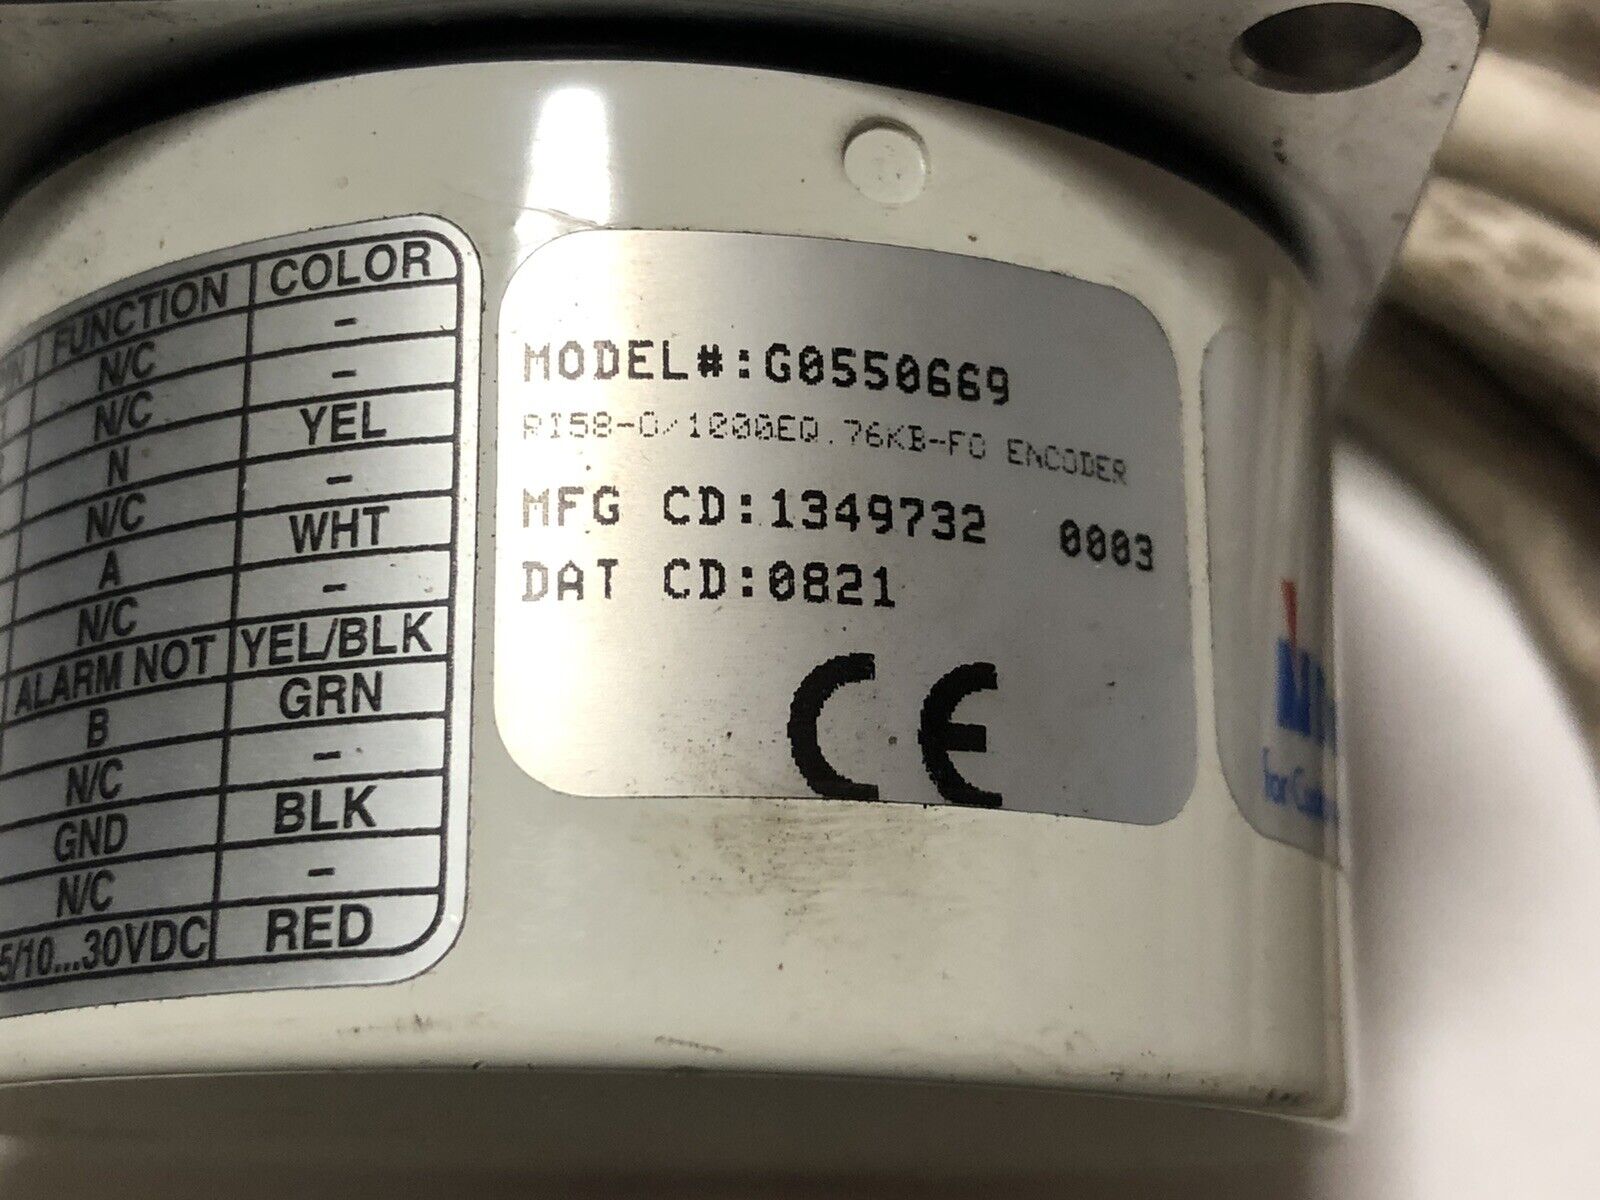 FUNCTION COLOR
N/C -
N/C -
N YEL
N/C -
A WHT
N/C -
ALARM NOT YEL/BLK
B GRN
N/C -
GND BLK
N/C -
5/10...30VDC RED
MODEL#:G0550669
RI58-O/1000EQ.76KB-FO ENCODER
MFG CD:1349732 0003
DAT CD:0821
CE
for